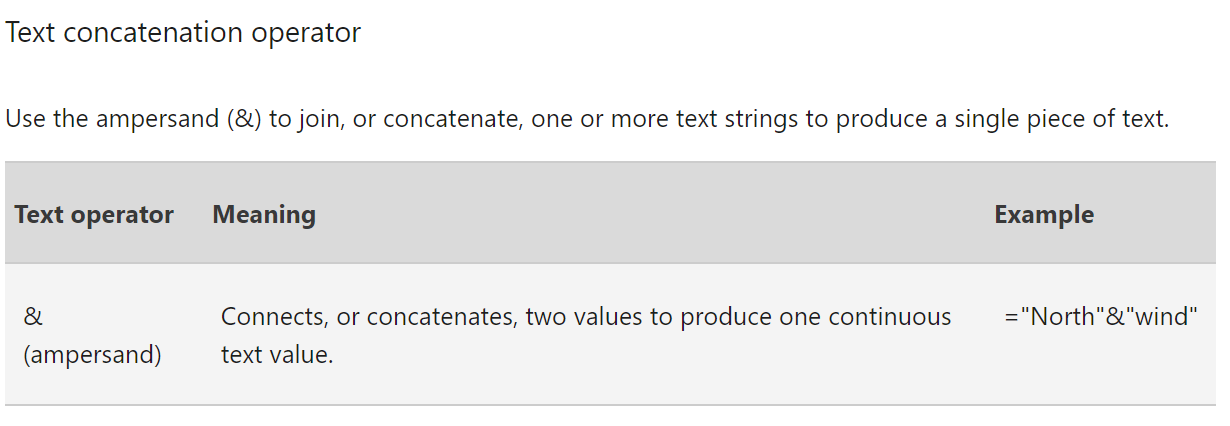 Text concatenation operator
Use the ampersand (&) to join, or concatenate, one or more text strings to produce a single piece of text.
Text operator Meaning Example
& Connects, or concatenates, two values to produce one continuous ="North"&"wind"
(ampersand) text value.